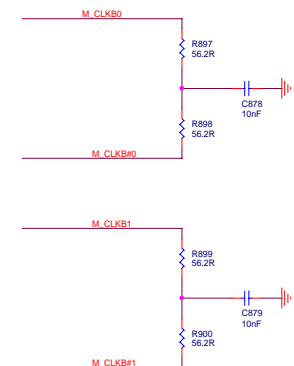 M_CLKB0
R897
56.2R
C878
10nF
R898
56.2R
M_CLKB#0
M_CLKB1
R899
56.2R
C879
10nF
R900
56.2R
M_CLKB#1